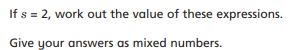 If s = 2, work out the value of these expressions.
Give your answers as mixed numbers.